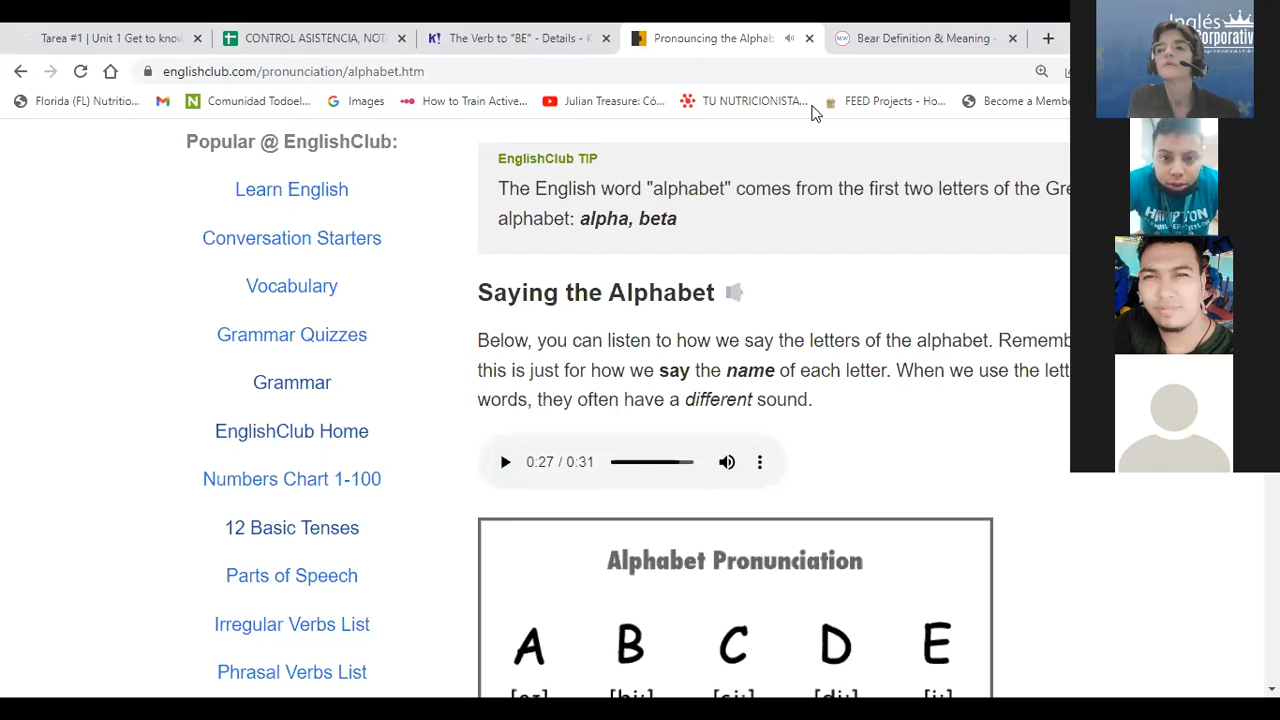 Tarea #1 | Unit 1 Get to know
CONTROL ASISTENCIA, NOT
The Verb to "BE" - Details - K
Pronouncing the Alphab
Bear Definition & Meaning -
englishclub.com/pronunciation/alphabet.htm
Florida (FL) Nutritio...
Comunidad Todoel...
Images
How to Train Active...
Julian Treasure: Có...
TU NUTRICIONISTA...
FEED Projects - Ho...
Become a Membe
Inglés
Corporativ
Popular @ EnglishClub:
Learn English
Conversation Starters
Vocabulary
Grammar Quizzes
Grammar
EnglishClub Home
Numbers Chart 1-100
12 Basic Tenses
Parts of Speech
Irregular Verbs List
Phrasal Verbs List
EnglishClub TIP
The English word "alphabet" comes from the first two letters of the Gre
alphabet: alpha, beta
Saying the Alphabet
Below, you can listen to how we say the letters of the alphabet. Rememb
this is just for how we say the name of each letter. When we use the lett
words, they often have a different sound.
0:27 / 0:31
Alphabet Pronunciation
A B C D E
HAMPTON